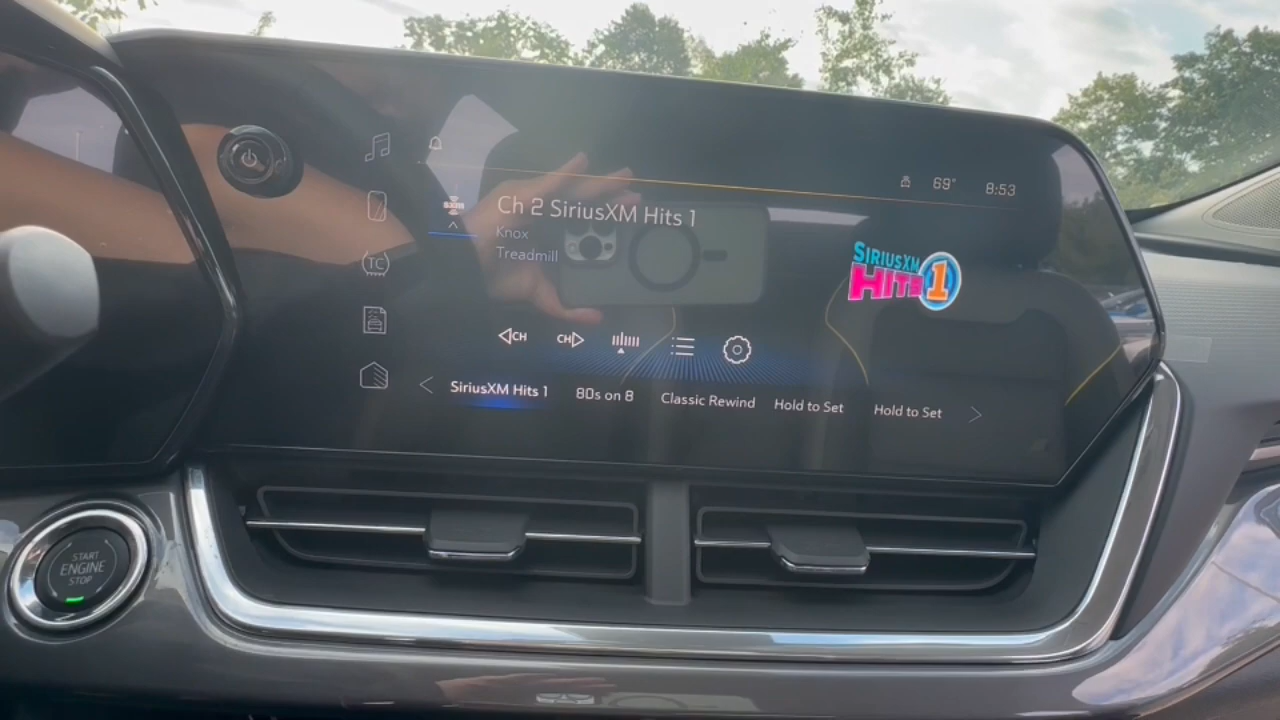 69° 8:53
Ch 2 SiriusXM Hits 1
Knox
Treadmill
TC
SIRIUSXM
HITS 1
CH CH
SiriusXM Hits 1 80s on 8 Classic Rewind Hold to Set Hold to Set
START
ENGINE
STOP